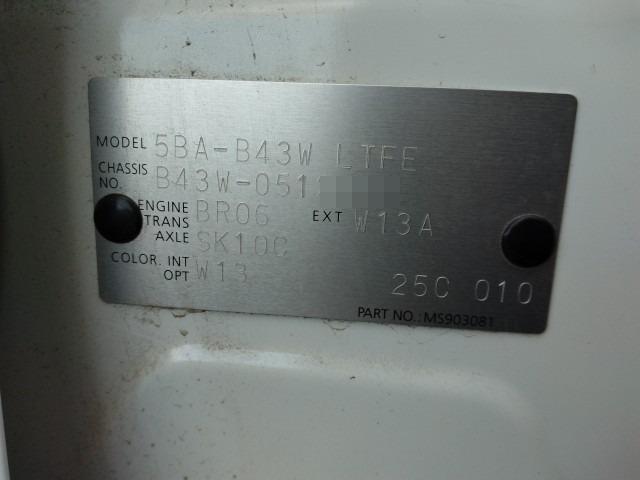 MODEL 5BA-B43W LTFE
CHASSIS NO. B43W-051
ENGINE BR06 EXT W13A
TRANS AXLE SK10C
COLOR. INT OPT W13
25C 010
PART NO.: MS903081